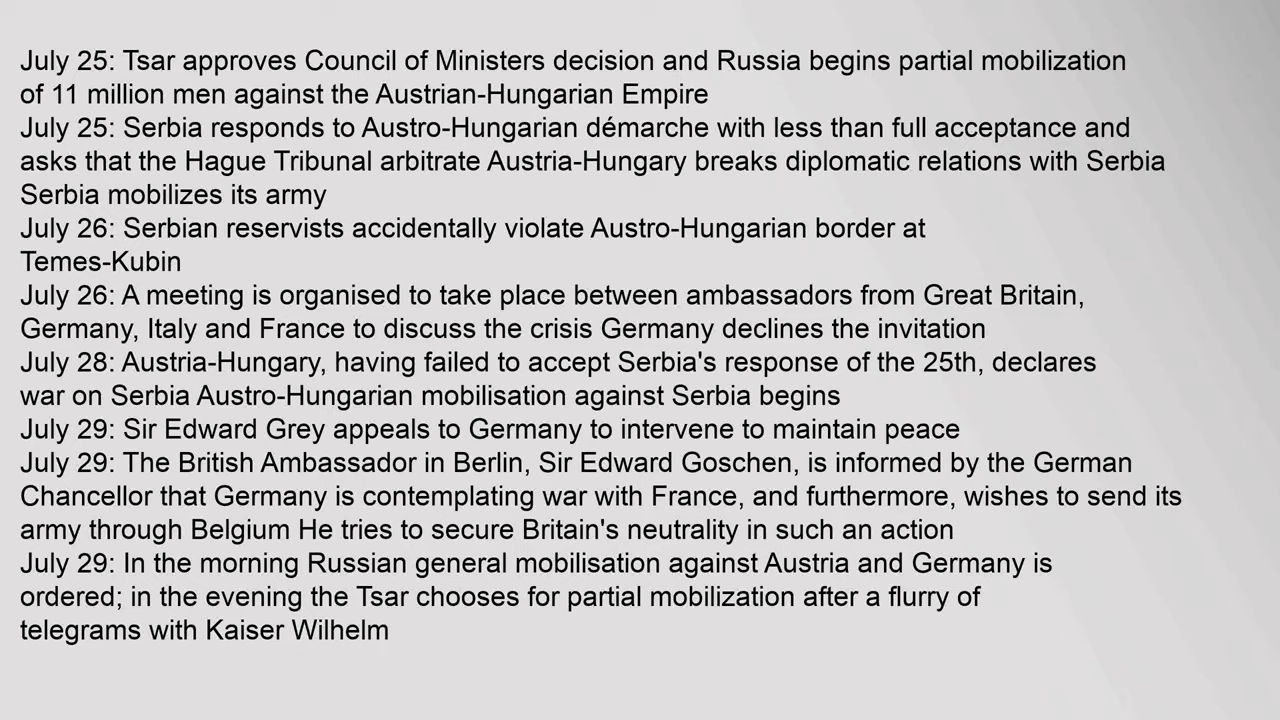 July 25: Tsar approves Council of Ministers decision and Russia begins partial mobilization
of 11 million men against the Austrian-Hungarian Empire
July 25: Serbia responds to Austro-Hungarian démarche with less than full acceptance and
asks that the Hague Tribunal arbitrate Austria-Hungary breaks diplomatic relations with Serbia
Serbia mobilizes its army
July 26: Serbian reservists accidentally violate Austro-Hungarian border at
Temes-Kubin
July 26: A meeting is organised to take place between ambassadors from Great Britain,
Germany, Italy and France to discuss the crisis Germany declines the invitation
July 28: Austria-Hungary, having failed to accept Serbia's response of the 25th, declares
war on Serbia Austro-Hungarian mobilisation against Serbia begins
July 29: Sir Edward Grey appeals to Germany to intervene to maintain peace
July 29: The British Ambassador in Berlin, Sir Edward Goschen, is informed by the German
Chancellor that Germany is contemplating war with France, and furthermore, wishes to send its
army through Belgium He tries to secure Britain's neutrality in such an action
July 29: In the morning Russian general mobilisation against Austria and Germany is
ordered; in the evening the Tsar chooses for partial mobilization after a flurry of
telegrams with Kaiser Wilhelm